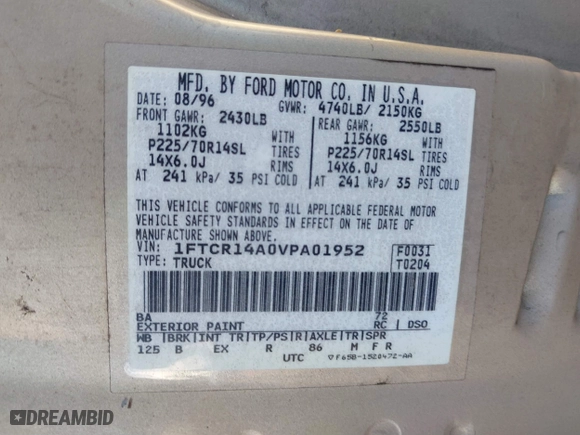 MFD. BY FORD MOTOR CO. IN U.S.A.
DATE: 08/96 GVWR: 4740LB/ 2150KG
FRONT GAWR: 2430LB REAR GAWR: 2550LB
1102KG WITH 1156KG WITH
P225/70R14SL TIRES P225/70R14SL TIRES
14X6.0J RIMS 14X6.0J RIMS
AT 241 kPa/ 35 PSI COLD AT 241 kPa/ 35 PSI COLD
THIS VEHICLE CONFORMS TO ALL APPLICABLE FEDERAL MOTOR
VEHICLE SAFETY STANDARDS IN EFFECT ON THE DATE OF
MANUFACTURE SHOWN ABOVE.
VIN: 1FTCR14A0VPA01952 F0031
TYPE: TRUCK T0204
BA 72
EXTERIOR PAINT RC DSO
WB BRK INT TR TP/PS R AXLE TR SPR
125 B EX R 86 M F R
UTC ▽F65B-1520472-AA
DREAMBID